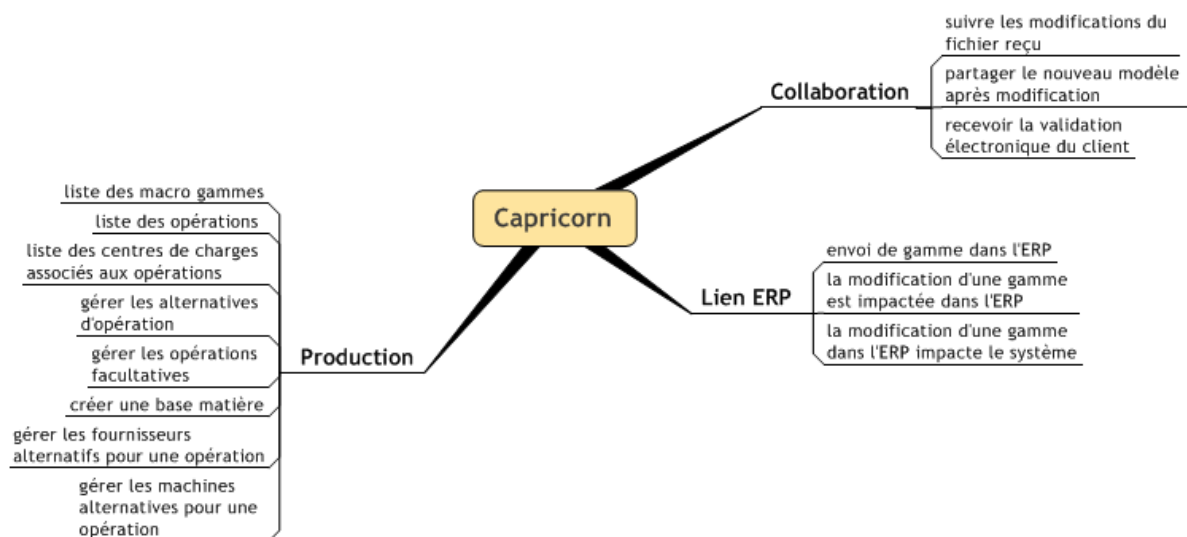 Capricorn
Collaboration
suivre les modifications du
fichier reçu
partager le nouveau modèle
après modification
recevoir la validation
électronique du client
Lien ERP
envoi de gamme dans l'ERP
la modification d'une gamme
est impactée dans l'ERP
la modification d'une gamme
dans l'ERP impacte le système
Production
liste des macro gammes
liste des opérations
liste des centres de charges
associés aux opérations
gérer les alternatives
d'opération
gérer les opérations
facultatives
créer une base matière
gérer les fournisseurs
alternatifs pour une opération
gérer les machines
alternatives pour une
opération